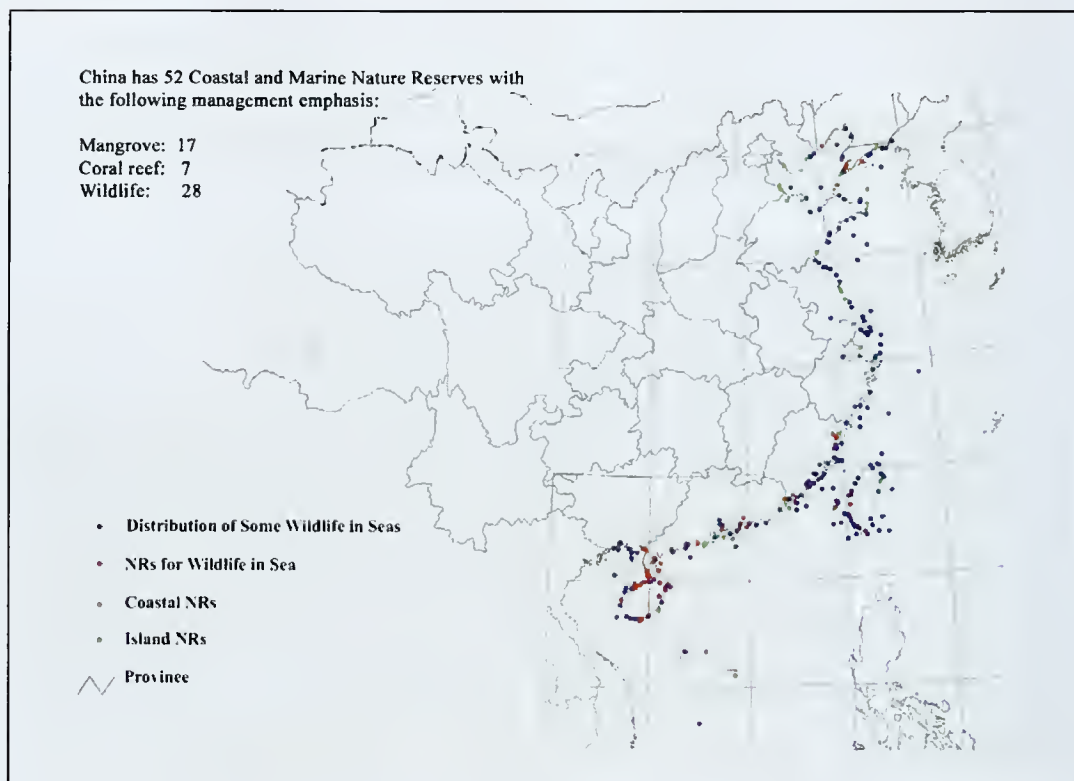 China has 52 Coastal and Marine Nature Reserves with
the following management emphasis:
Mangrove: 17
Coral reef: 7
Wildlife: 28
Distribution of Some Wildlife in Seas
NRs for Wildlife in Sea
Coastal NRs
Island NRs
Province